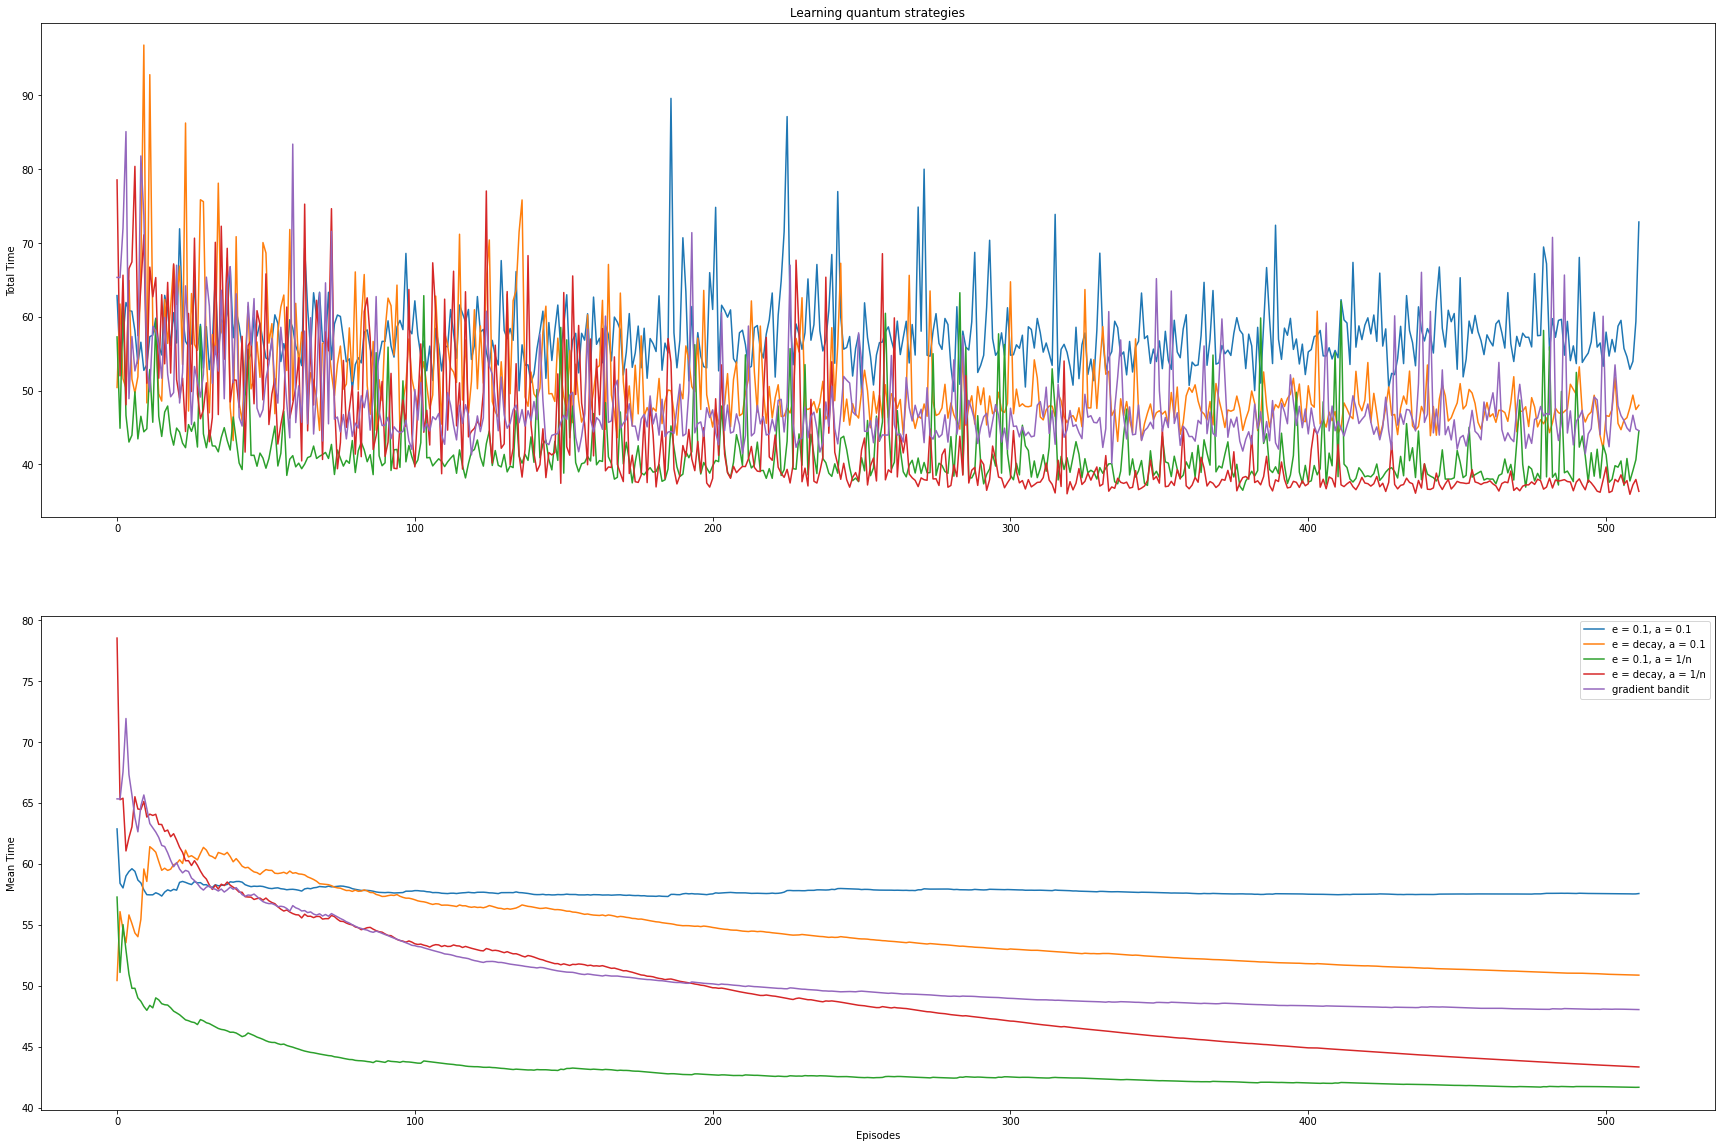 Learning quantum strategies
Total Time
90
80
70
60
50
40
0 100 200 300 400 500
Mean Time
80
75
70
65
60
55
50
45
40
e = 0.1, a = 0.1
e = decay, a = 0.1
e = 0.1, a = 1/n
e = decay, a = 1/n
gradient bandit
0 100 200 300 400 500
Episodes